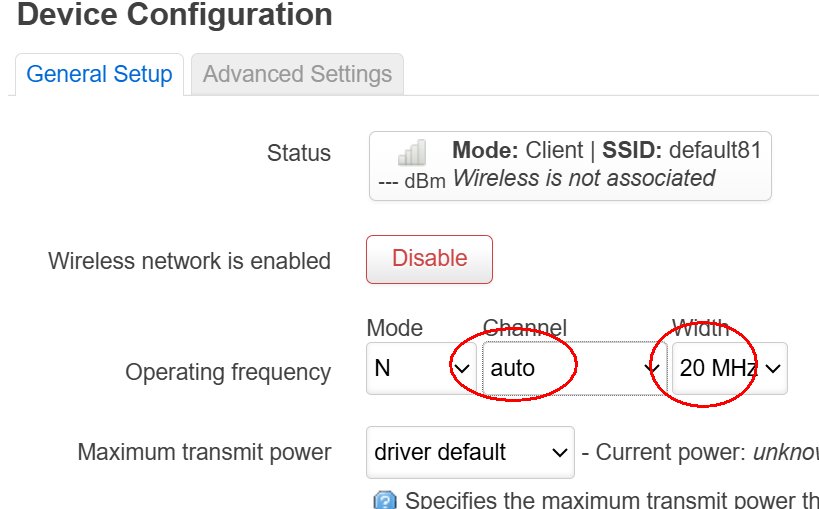 Device Configuration
General Setup Advanced Settings
Status
Mode: Client | SSID: default81
--- dBm Wireless is not associated
Wireless network is enabled Disable
Mode Channel Width
Operating frequency N auto 20 MHz
Maximum transmit power driver default - Current power: unknow
? Specifies the maximum transmit power th